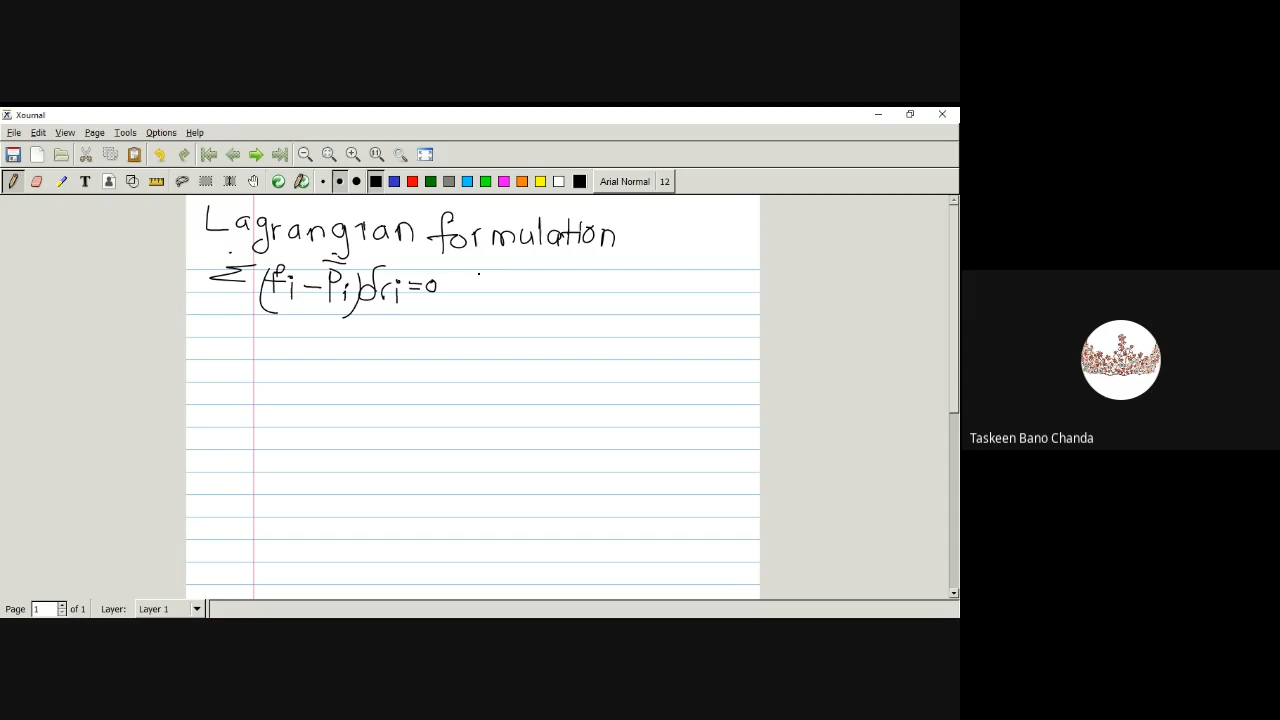 Xournal
File Edit View Page Tools Options Help
T Arial Normal 12
Lagrangian formulation
Σ (Fi - Pi) δri = 0
Page 1 of 1 Layer: Layer 1
Taskeen Bano Chanda